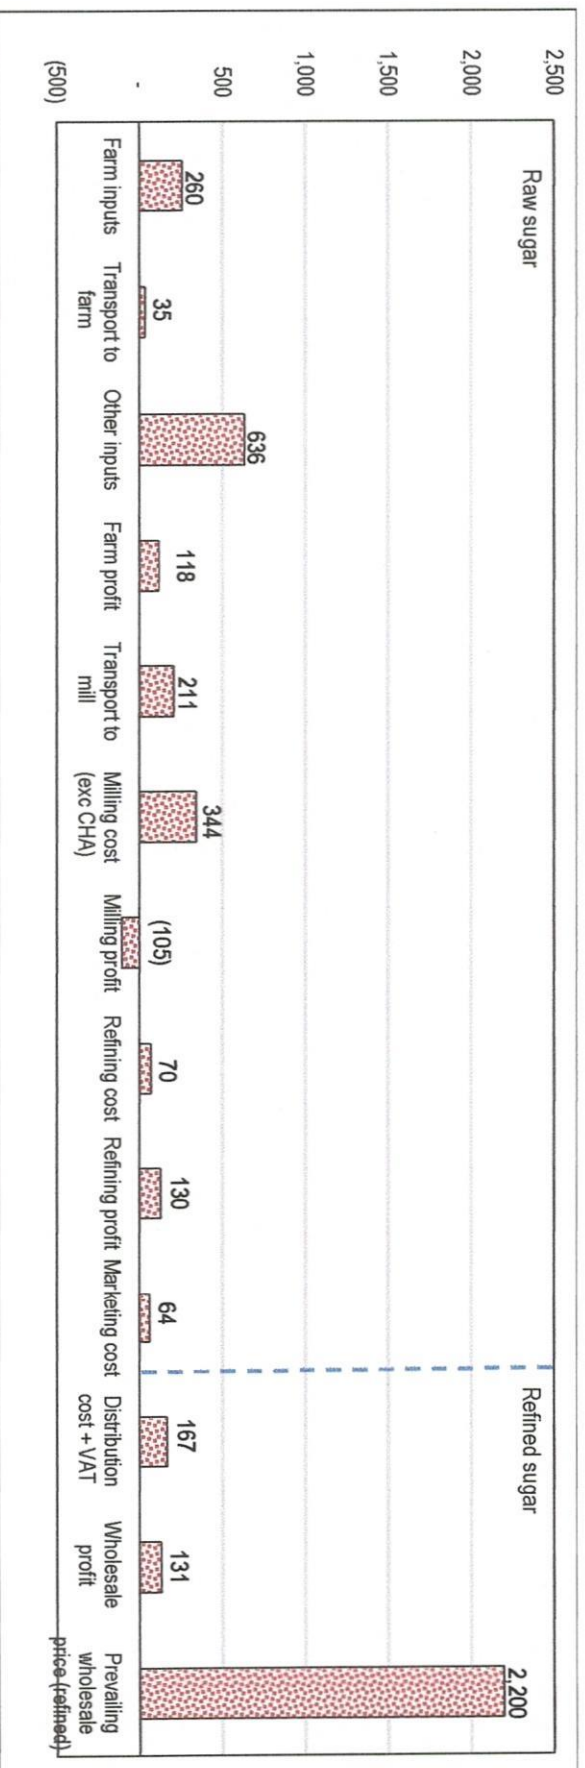 2,500
2,000
1,500
1,000
500
-
(500)
Raw sugar
Refined sugar
260
35
636
118
211
344
(105)
70
130
64
167
131
2,200
Farm inputs
Transport to
farm
Other inputs
Farm profit
Transport to
mill
Milling cost
(exc CHA)
Milling profit
Refining cost
Refining profit
Marketing cost
Distribution
cost + VAT
Wholesale
profit
Prevailing
wholesale
price (refined)